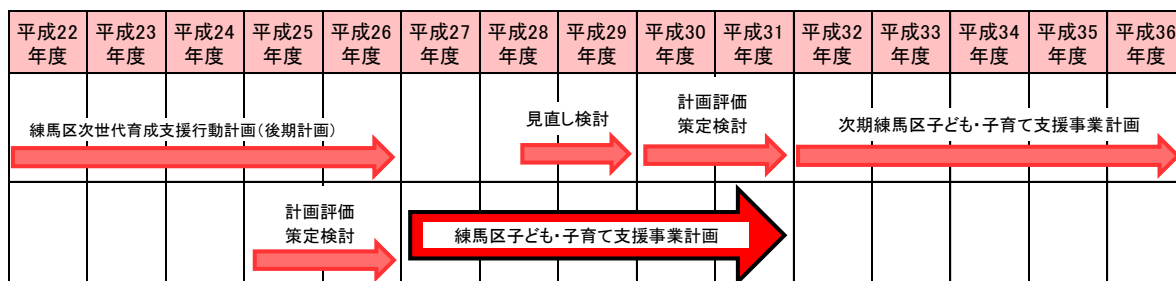 平成22
年度
平成23
年度
平成24
年度
平成25
年度
平成26
年度
平成27
年度
平成28
年度
平成29
年度
平成30
年度
平成31
年度
平成32
年度
平成33
年度
平成34
年度
平成35
年度
平成36
年度
練馬区次世代育成支援行動計画(後期計画)
見直し検討
計画評価
策定検討
次期練馬区子ども・子育て支援事業計画
計画評価
策定検討
練馬区子ども・子育て支援事業計画